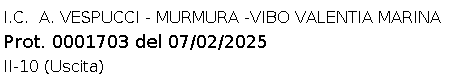 I.C.  A. VESPUCCI - MURMURA -VIBO VALENTIA MARINA
Prot. 0001703 del 07/02/2025
II-10 (Uscita)